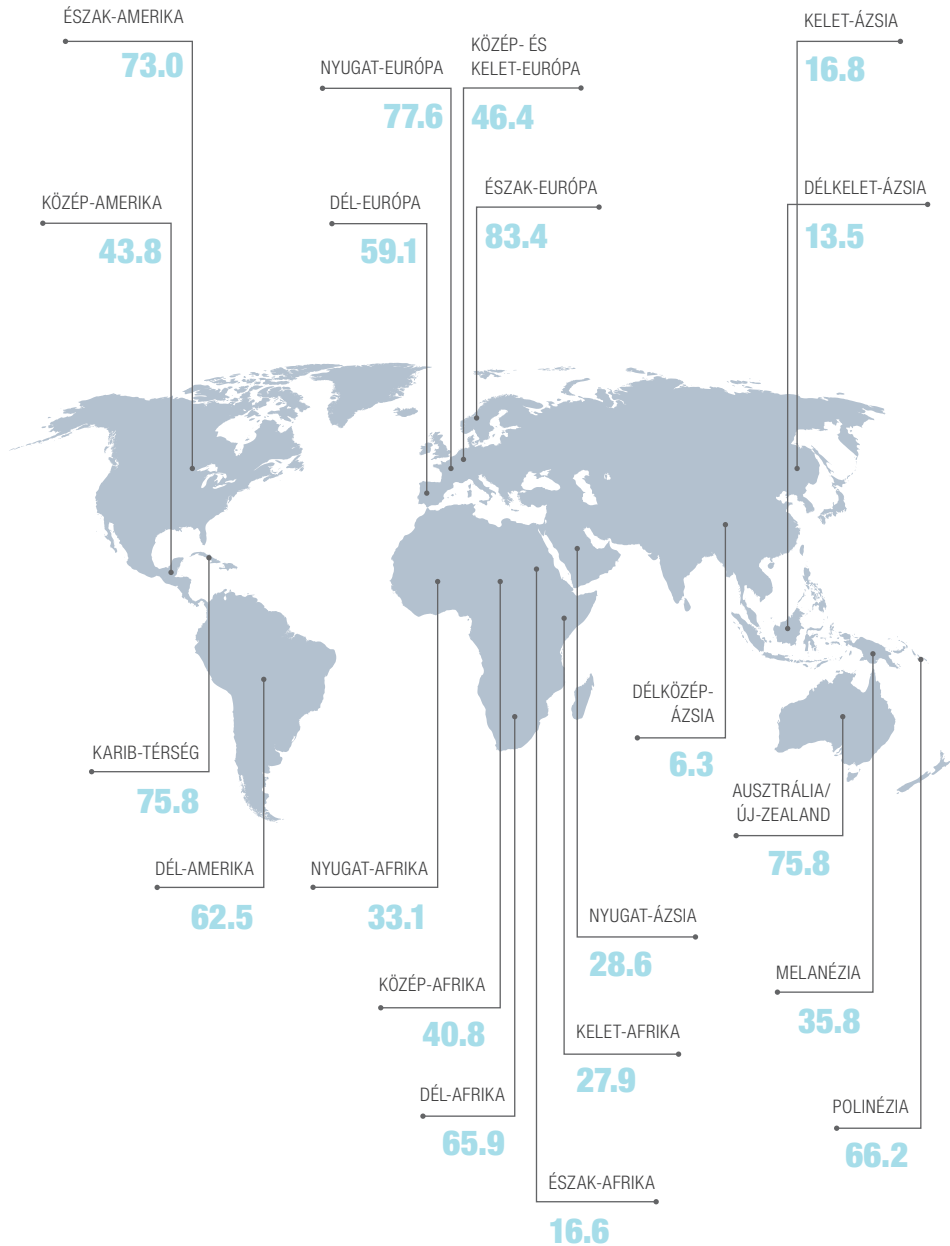 ÉSZAK-AMERIKA
73.0
NYUGAT-EURÓPA
77.6
KÖZÉP- ÉS
KELET-EURÓPA
46.4
KELET-ÁZSIA
16.8
KÖZÉP-AMERIKA
43.8
DÉL-EURÓPA
59.1
ÉSZAK-EURÓPA
83.4
DÉLKELET-ÁZSIA
13.5
KARIB-TÉRSÉG
75.8
DÉLKÖZÉP-
ÁZSIA
6.3
AUSZTRÁLIA/
ÚJ-ZEALAND
75.8
DÉL-AMERIKA
62.5
NYUGAT-AFRIKA
33.1
NYUGAT-ÁZSIA
28.6
KÖZÉP-AFRIKA
40.8
MELANÉZIA
35.8
KELET-AFRIKA
27.9
DÉL-AFRIKA
65.9
POLINÉZIA
66.2
ÉSZAK-AFRIKA
16.6